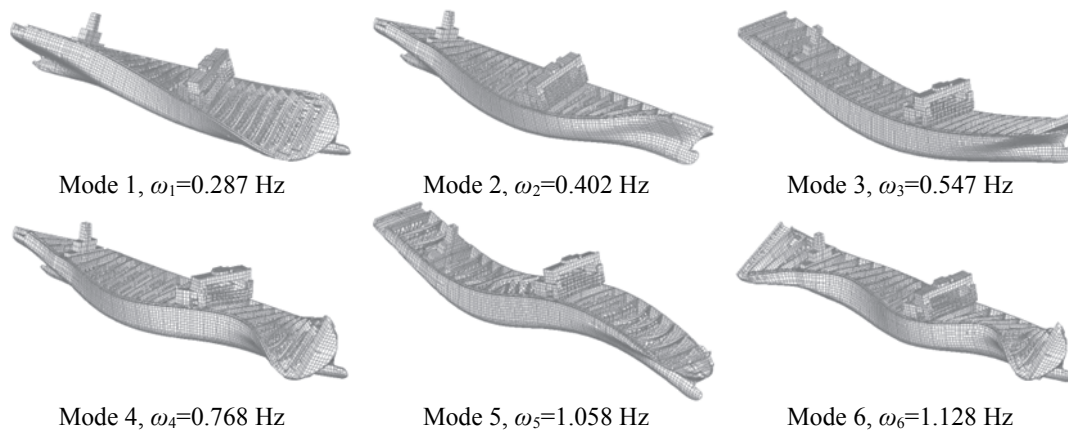 Mode 1, ω1=0.287 Hz
Mode 2, ω2=0.402 Hz
Mode 3, ω3=0.547 Hz
Mode 4, ω4=0.768 Hz
Mode 5, ω5=1.058 Hz
Mode 6, ω6=1.128 Hz